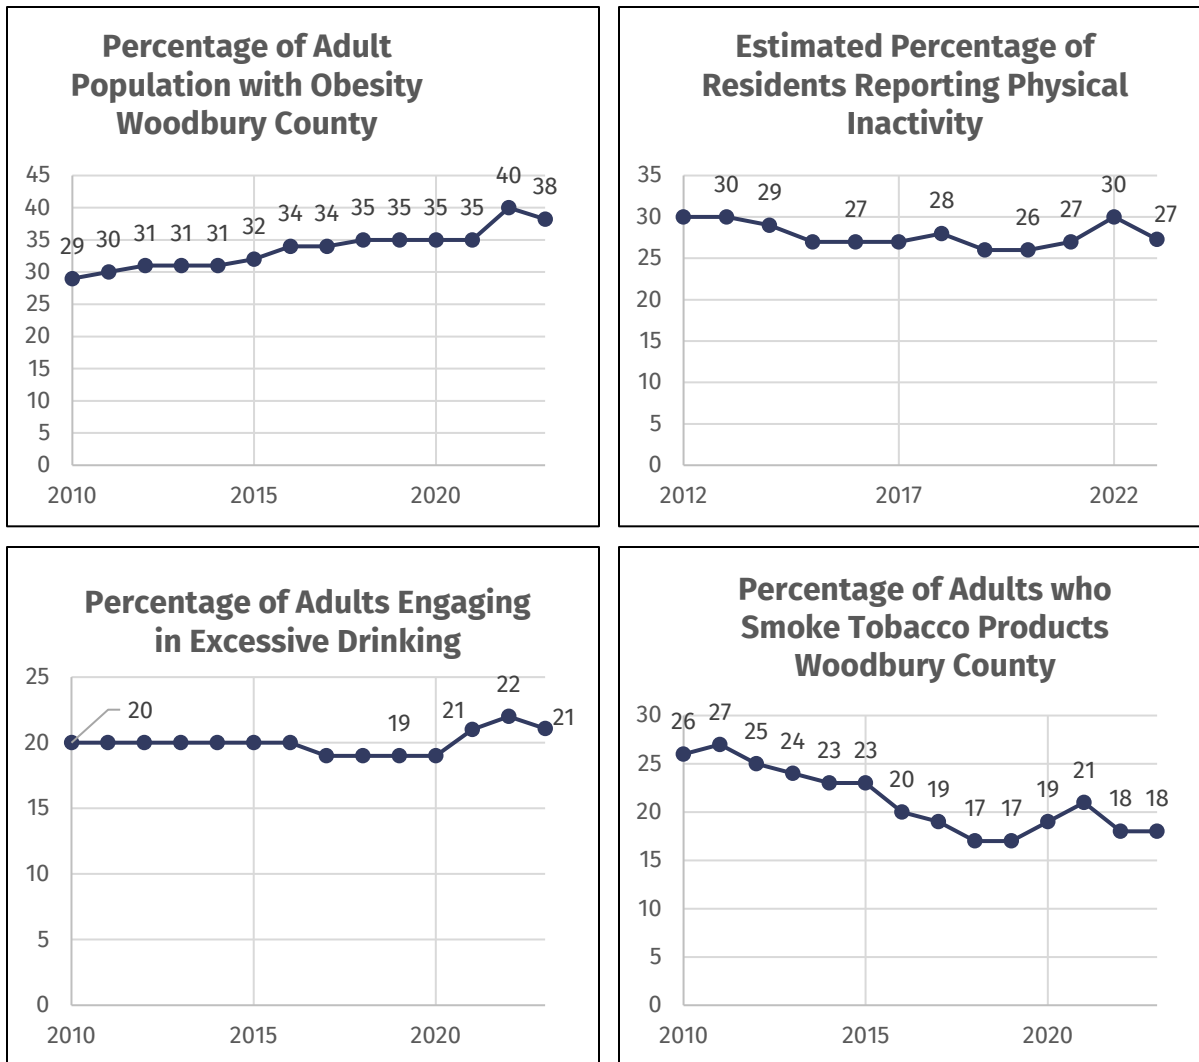 Percentage of Adult
Population with Obesity
Woodbury County
45
40
35
30
25
20
15
10
5
0
29 30 31 31 31 32 34 34 35 35 35 35 40 38
2010 2015 2020
Estimated Percentage of
Residents Reporting Physical
Inactivity
35
30
25
20
15
10
5
0
30 29 27 28 26 27 30 27
2012 2017 2022
Percentage of Adults Engaging
in Excessive Drinking
25
20
15
10
5
0
20 19 21 22 21
2010 2015 2020
Percentage of Adults who
Smoke Tobacco Products
Woodbury County
30
25
20
15
10
5
0
26 27 25 24 23 23 20 19 17 17 19 21 18 18
2010 2015 2020